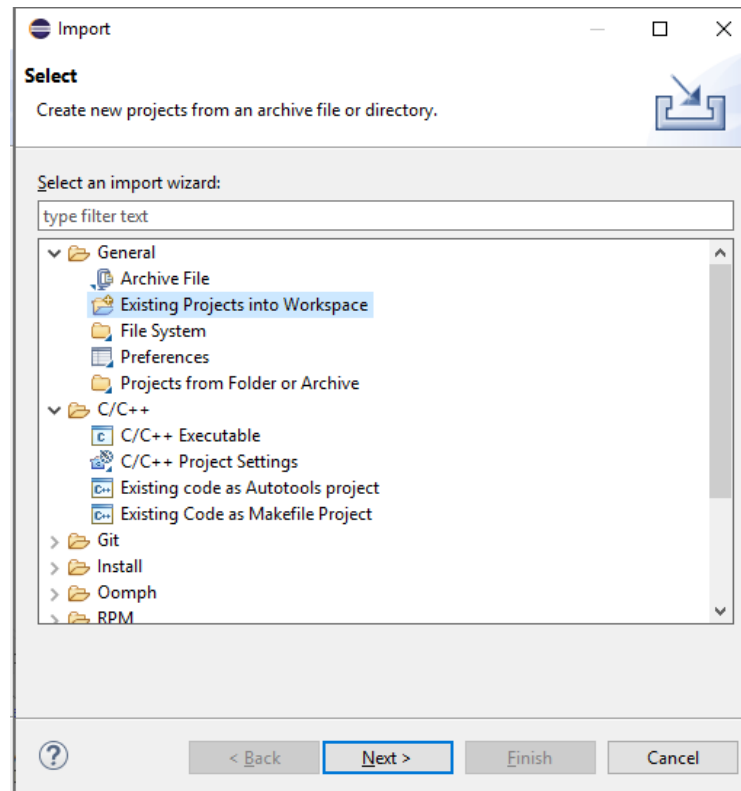 Import
Select
Create new projects from an archive file or directory.
Select an import wizard:
type filter text
General
Archive File
Existing Projects into Workspace
File System
Preferences
Projects from Folder or Archive
C/C++
C/C++ Executable
C/C++ Project Settings
Existing code as Autotools project
Existing Code as Makefile Project
Git
Install
Oomph
RPM
< Back Next > Finish Cancel